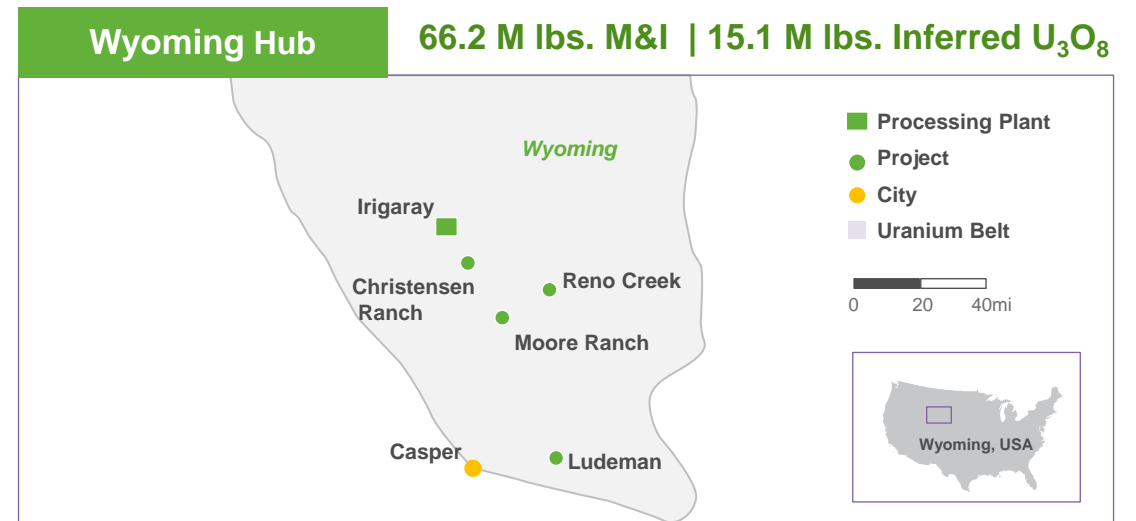 Wyoming Hub
66.2 M lbs. M&I | 15.1 M lbs. Inferred U₃O₈
Wyoming
Irigaray
Christensen
Ranch
Reno Creek
Moore Ranch
Casper
Ludeman
Processing Plant
Project
City
Uranium Belt
0 20 40mi
Wyoming, USA